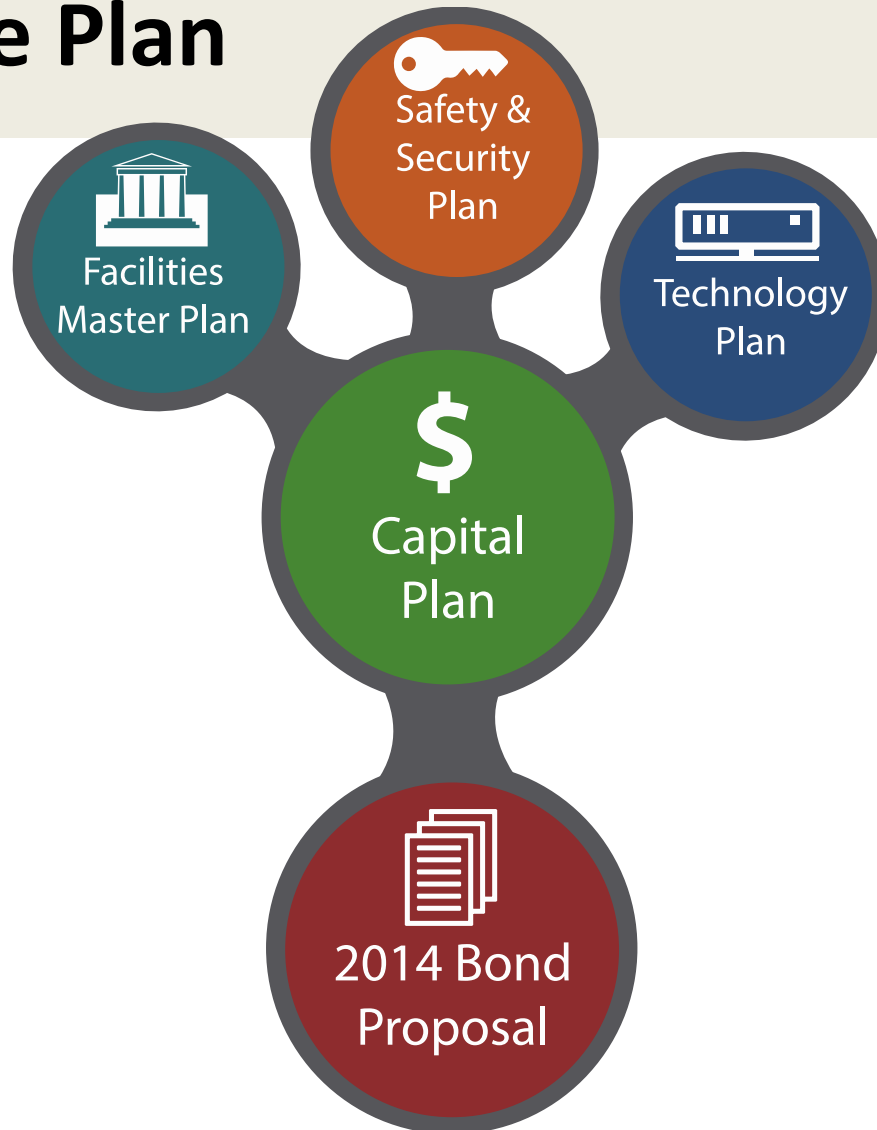 e Plan
Safety &
Security
Plan
Facilities
Master Plan
Technology
Plan
$
Capital
Plan
2014 Bond
Proposal